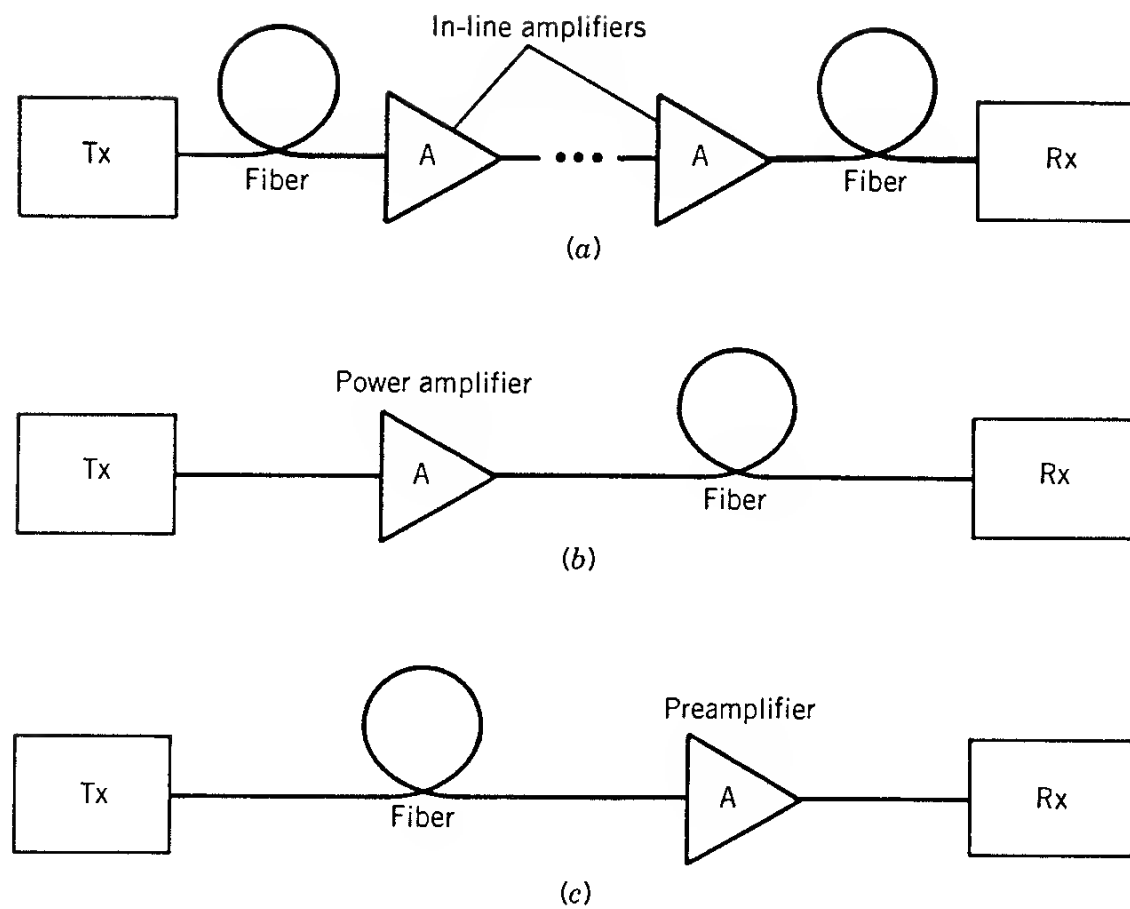 In-line amplifiers
Tx
Fiber
A
A
Fiber
Rx
(a)
Power amplifier
Tx
A
Fiber
Rx
(b)
Preamplifier
Tx
Fiber
A
Rx
(c)